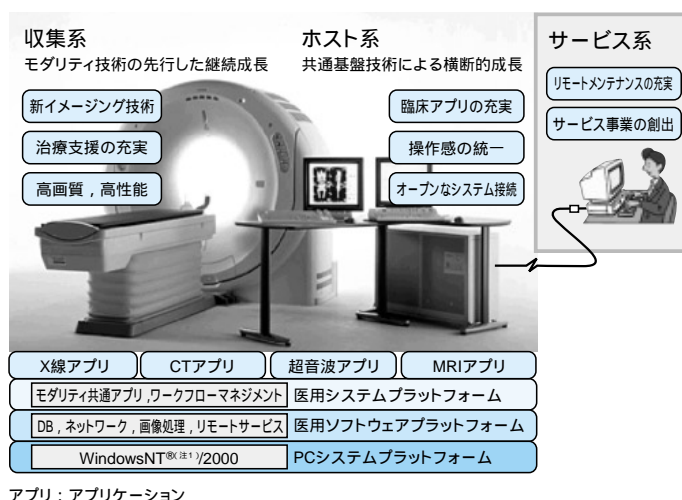 収集系
モダリティ技術の先行した継続成長
新イメージング技術
治療支援の充実
高画質，高性能
ホスト系
共通基盤技術による横断的成長
臨床アプリの充実
操作感の統一
オープンなシステム接続
サービス系
リモートメンテナンスの充実
サービス事業の創出
X線アプリ
CTアプリ
超音波アプリ
MRIアプリ
モダリティ共通アプリ，ワークフローマネジメント
医用システムプラットフォーム
DB，ネットワーク，画像処理，リモートサービス
医用ソフトウェアプラットフォーム
WindowsNT®(注1)/2000
PCシステムプラットフォーム
アプリ：アプリケーション